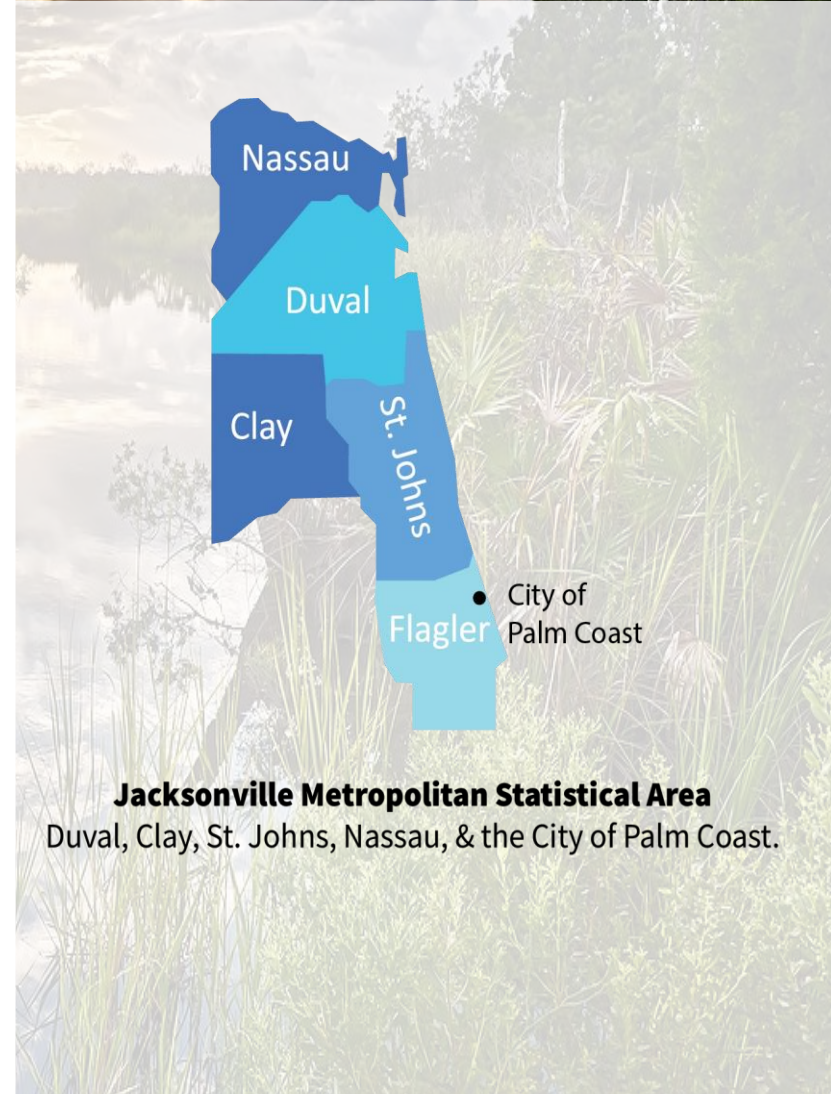 Nassau
Duval
Clay
St. Johns
City of
Palm Coast
Flagler
Jacksonville Metropolitan Statistical Area
Duval, Clay, St. Johns, Nassau, & the City of Palm Coast.